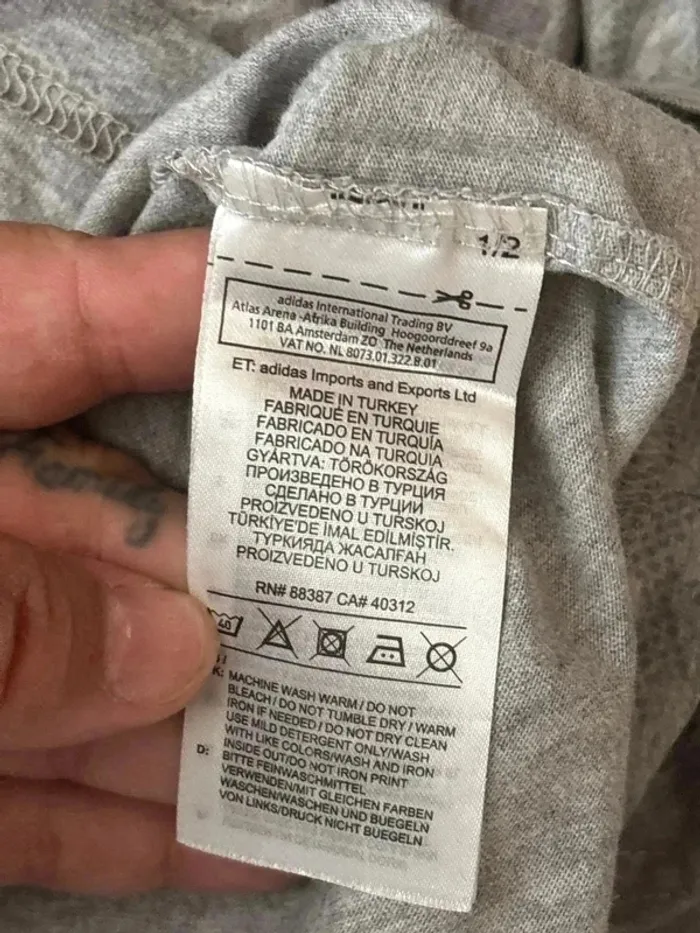 1/2
adidas International Trading BV
Atlas Arena -Afrika Building Hoogoorddreef 9a
1101 BA Amsterdam ZO The Netherlands
VAT NO. NL 8073.01.322.B.01
ET: adidas Imports and Exports Ltd
MADE IN TURKEY
FABRIQUÉ EN TURQUIE
FABRICADO EN TURQUÍA
FABRICADO NA TURQUIA
GYÁRTVA: TÖRÖKORSZÁG
ПРОИЗВЕДЕНО В ТУРЦИЯ
СДЕЛАНО В ТУРЦИИ
PROIZVEDENO U TURSKOJ
TÜRKİYE'DE İMAL EDİLMİSTİR.
ТУРКИЯДА ЖАСАЛҒАН
PROIZVEDENO U TURSKOJ
RN# 88387 CA# 40312
40
K: MACHINE WASH WARM / DO NOT
BLEACH / DO NOT TUMBLE DRY / WARM
IRON IF NEEDED / DO NOT DRY CLEAN
USE MILD DETERGENT ONLY/WASH
WITH LIKE COLORS/WASH AND IRON
INSIDE OUT/DO NOT IRON PRINT
D: BITTE FEINWASCHMITTEL
VERWENDEN/MIT GLEICHEN FARBEN
WASCHEN/WASCHEN UND BUEGELN
VON LINKS/DRUCK NICHT BUEGELN